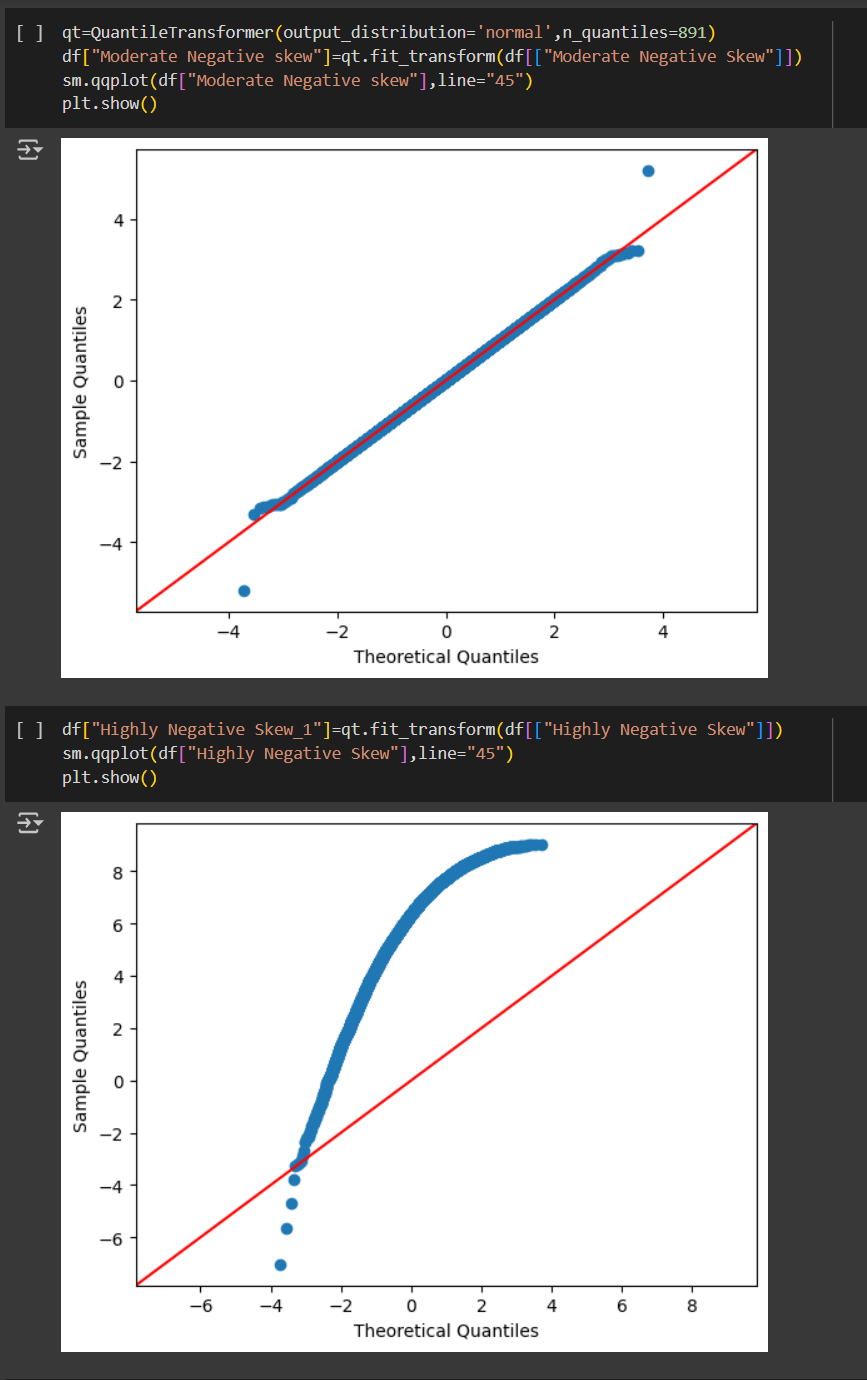 [ ] qt=QuantileTransformer(output_distribution='normal',n_quantiles=891)
df["Moderate Negative skew"]=qt.fit_transform(df[["Moderate Negative Skew"]])
sm.qqplot(df["Moderate Negative skew"],line="45")
plt.show()
4
2
0
−2
−4
Sample Quantiles
−4 −2 0 2 4
Theoretical Quantiles
[ ] df["Highly Negative Skew_1"]=qt.fit_transform(df[["Highly Negative Skew"]])
sm.qqplot(df["Highly Negative Skew"],line="45")
plt.show()
8
6
4
2
0
−2
−4
−6
Sample Quantiles
−6 −4 −2 0 2 4 6 8
Theoretical Quantiles